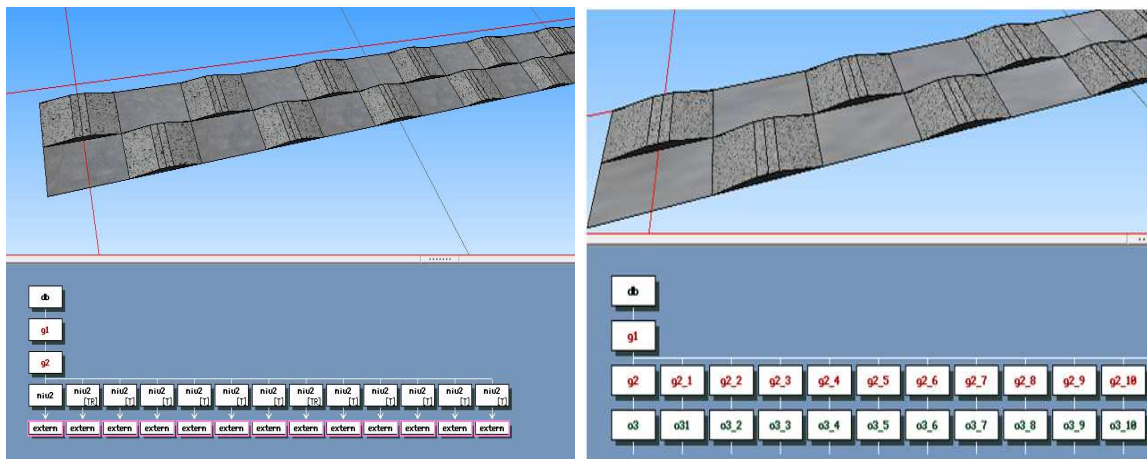 db
g1
g2
niu2 niu2 niu2 niu2 niu2 niu2 niu2 niu2 niu2 niu2 niu2 niu2 niu2
[TR] [T] [T] [T] [T] [T] [TR] [T] [T] [T] [T] [T]
extern extern extern extern extern extern extern extern extern extern extern extern extern
db
g1
g2 g2_1 g2_2 g2_3 g2_4 g2_5 g2_6 g2_7 g2_8 g2_9 g2_10
o3 o31 o3_2 o3_3 o3_4 o3_5 o3_6 o3_7 o3_8 o3_9 o3_10